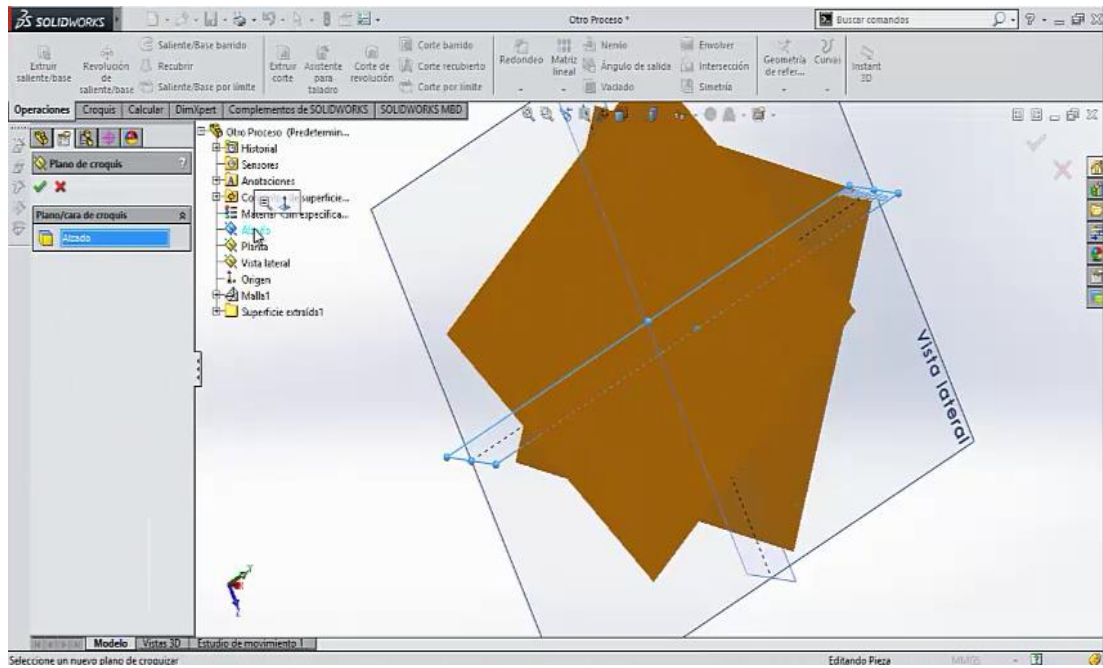 SOLIDWORKS
Otro Proceso *
Buscar comandos
Extruir saliente/base
Revolución de saliente/base
Saliente/Base barrido
Recubrir
Saliente/Base por límite
Extruir corte
Asistente para taladro
Corte de revolución
Corte barrido
Corte recubierto
Corte por límite
Redondeo
Matriz lineal
Nervio
Ángulo de salida
Vaciado
Envolver
Intersección
Simetría
Geometría de refer...
Curvas
Instant 3D
Operaciones Croquis Calcular DimXpert Complementos de SOLIDWORKS SOLIDWORKS MBD
Plano de croquis
Plano/cara de croquis
Alzado
Otro Proceso (Predetermin...
Historial
Sensores
Anotaciones
superficie...
Material
especifica...
Planta
Vista lateral
Origen
Malla1
Superficie extraída1
Vista lateral
Modelo Vistas 3D Estudio de movimiento 1
Seleccione un nuevo plano de croquizar
Editando Pieza